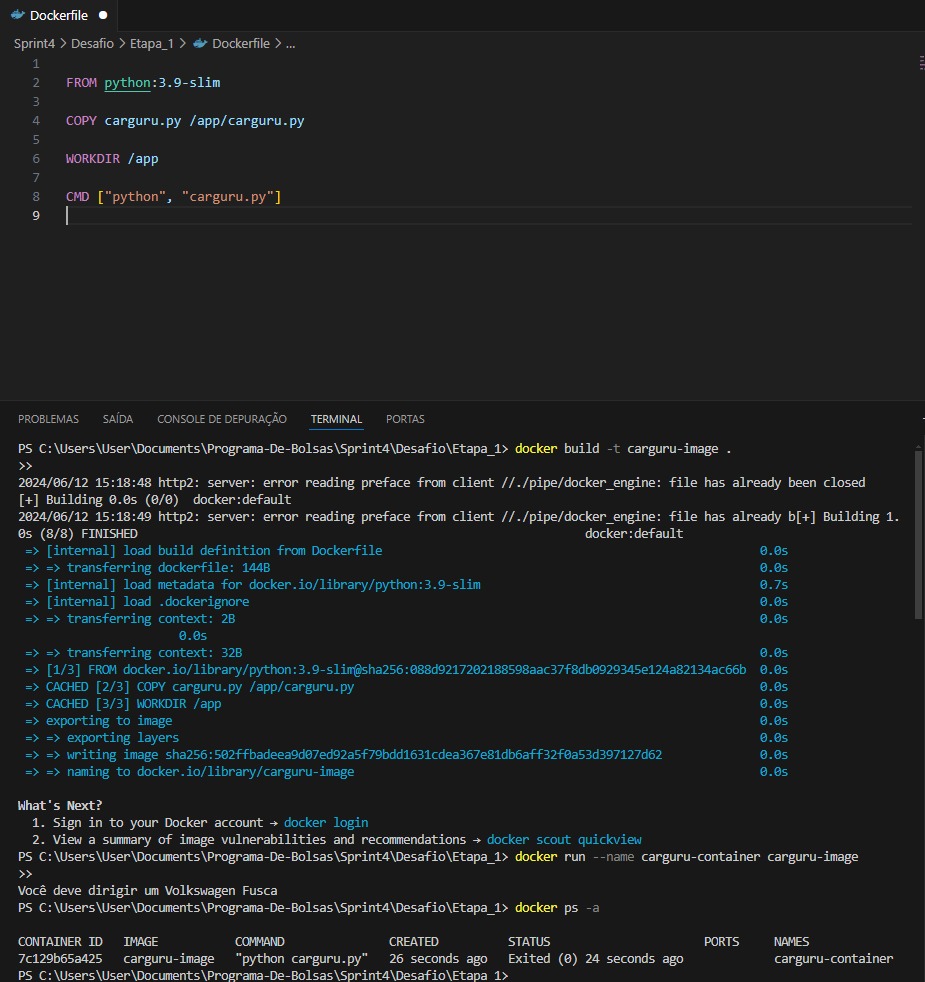 Dockerfile
Sprint4 > Desafio > Etapa_1 > Dockerfile > ...
1
2 FROM python:3.9-slim
3
4 COPY carguru.py /app/carguru.py
5
6 WORKDIR /app
7
8 CMD ["python", "carguru.py"]
9
PROBLEMAS SAÍDA CONSOLE DE DEPURAÇÃO TERMINAL PORTAS
PS C:\Users\User\Documents\Programa-De-Bolsas\Sprint4\Desafio\Etapa_1> docker build -t carguru-image .
>>
2024/06/12 15:18:48 http2: server: error reading preface from client //./pipe/docker_engine: file has already been closed
[+] Building 0.0s (0/0) docker:default
2024/06/12 15:18:49 http2: server: error reading preface from client //./pipe/docker_engine: file has already b[+] Building 1.
0s (8/8) FINISHED docker:default
=> [internal] load build definition from Dockerfile 0.0s
=> => transferring dockerfile: 144B 0.0s
=> [internal] load metadata for docker.io/library/python:3.9-slim 0.7s
=> [internal] load .dockerignore 0.0s
=> => transferring context: 2B 0.0s
0.0s
=> => transferring context: 32B 0.0s
=> [1/3] FROM docker.io/library/python:3.9-slim@sha256:088d9217202188598aac37f8db0929345e124a82134ac66b 0.0s
=> CACHED [2/3] COPY carguru.py /app/carguru.py 0.0s
=> CACHED [3/3] WORKDIR /app 0.0s
=> exporting to image 0.0s
=> => exporting layers 0.0s
=> => writing image sha256:502ffbadeea9d07ed92a5f79bdd1631cdea367e81db6aff32f0a53d397127d62 0.0s
=> => naming to docker.io/library/carguru-image 0.0s
What's Next?
1. Sign in to your Docker account → docker login
2. View a summary of image vulnerabilities and recommendations → docker scout quickview
PS C:\Users\User\Documents\Programa-De-Bolsas\Sprint4\Desafio\Etapa_1> docker run --name carguru-container carguru-image
>>
Você deve dirigir um Volkswagen Fusca
PS C:\Users\User\Documents\Programa-De-Bolsas\Sprint4\Desafio\Etapa_1> docker ps -a
CONTAINER ID IMAGE COMMAND CREATED STATUS PORTS NAMES
7c129b65a425 carguru-image "python carguru.py" 26 seconds ago Exited (0) 24 seconds ago carguru-container
PS C:\Users\User\Documents\Programa-De-Bolsas\Sprint4\Desafio\Etapa_1>